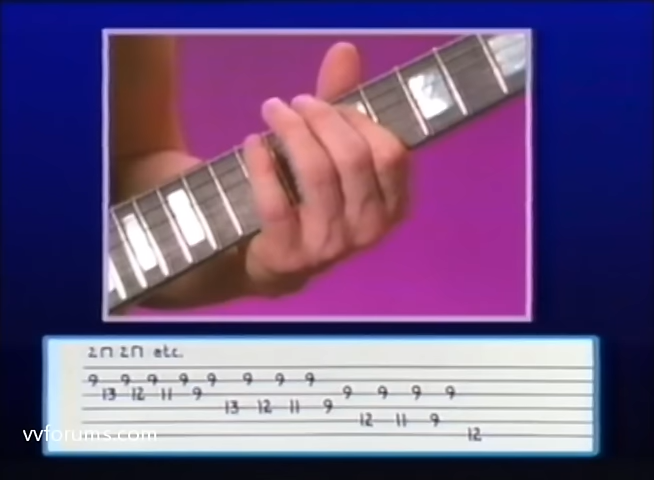 2⊓ 2⊓ etc.
9 9 9 9 9 9 9 9
13 12 11 9 9 9 9 9
13 12 11 9
12 11 9
vvforums.com 12